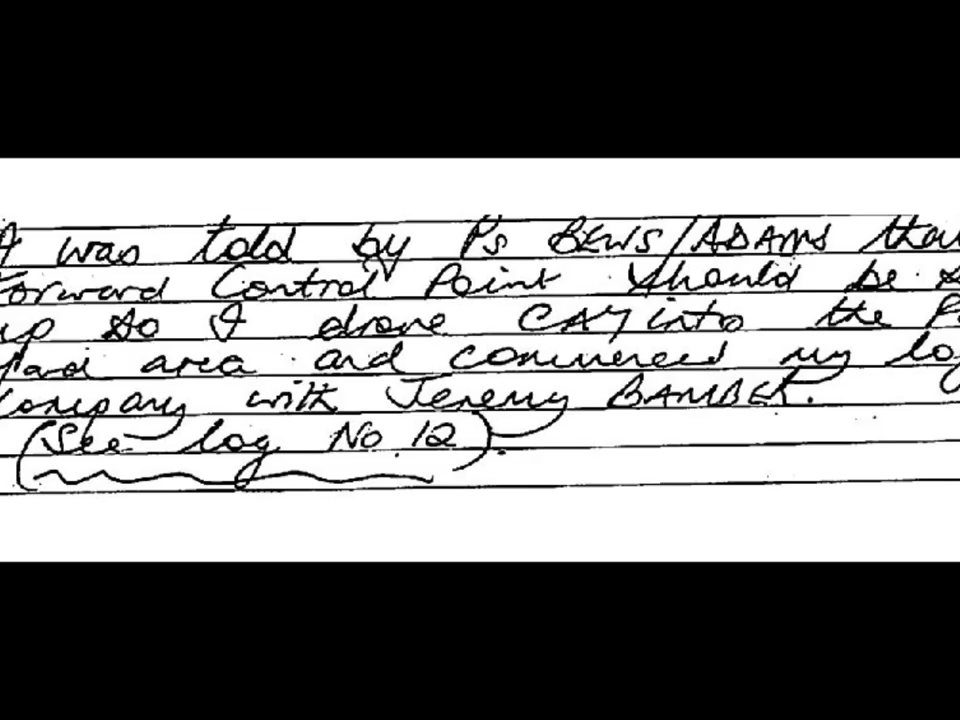 I was told by Ps BEWS/ADAMS that
Forward Control Point should be
up so I drove CA7 into the
area and commenced my log
company with Jeremy BAMBER.
(See log No. 12).